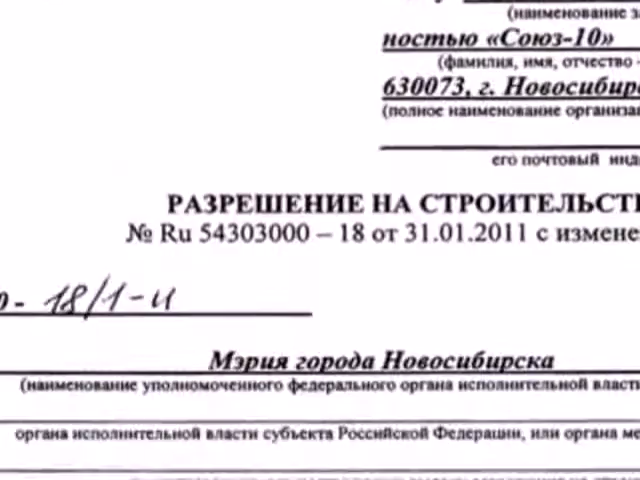 (наименование
ностью «Союз-10»
(фамилия, имя, отчество -
630073, г. Новосибирс
(полное наименование организа
его почтовый инд
РАЗРЕШЕНИЕ НА СТРОИТЕЛЬСТ
№ Ru 54303000 – 18 от 31.01.2011 с измене
0- 18/1-и
Мэрия города Новосибирска
(наименование уполномоченного федерального органа исполнительной власт
органа исполнительной власти субъекта Российской Федерации, или органа ме